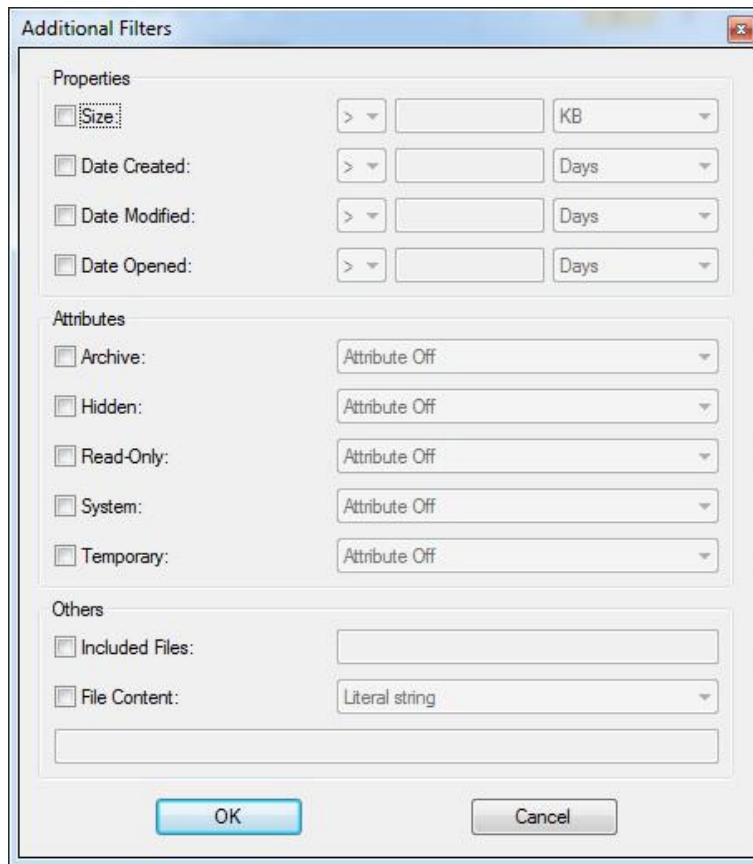 Additional Filters
Properties
Size: > KB
Date Created: > Days
Date Modified: > Days
Date Opened: > Days
Attributes
Archive: Attribute Off
Hidden: Attribute Off
Read-Only: Attribute Off
System: Attribute Off
Temporary: Attribute Off
Others
Included Files:
File Content: Literal string
OK Cancel